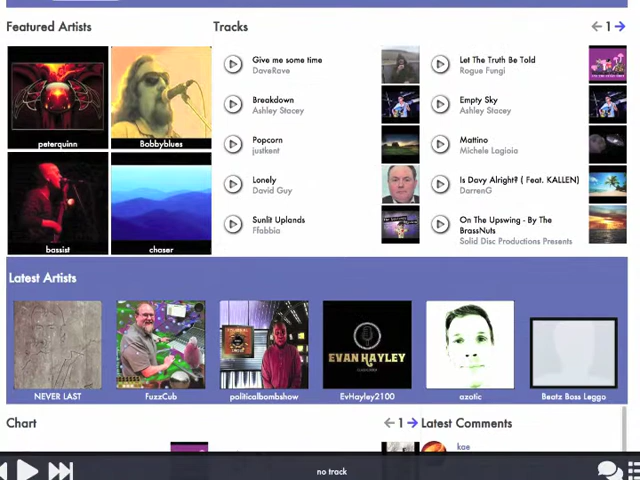 Featured Artists
Tracks
1
peterquinn
Bobbyblues
bassist
chaser
Give me some time
DaveRave
Breakdown
Ashley Stacey
Popcorn
justkent
Lonely
David Guy
Sunlit Uplands
Ffabbia
Let The Truth Be Told
Rogue Fungi
Empty Sky
Ashley Stacey
Mattino
Michele Lagioia
Is Davy Alright? ( Feat. KALLEN)
DarrenG
On The Upswing - By The
BrassNuts
Solid Disc Productions Presents
Latest Artists
EVAN HAYLEY
NEVER LAST
FuzzCub
politicalbombshow
EvHayley2100
azotic
Beatz Boss Leggo
Chart
1
Latest Comments
kae
no track